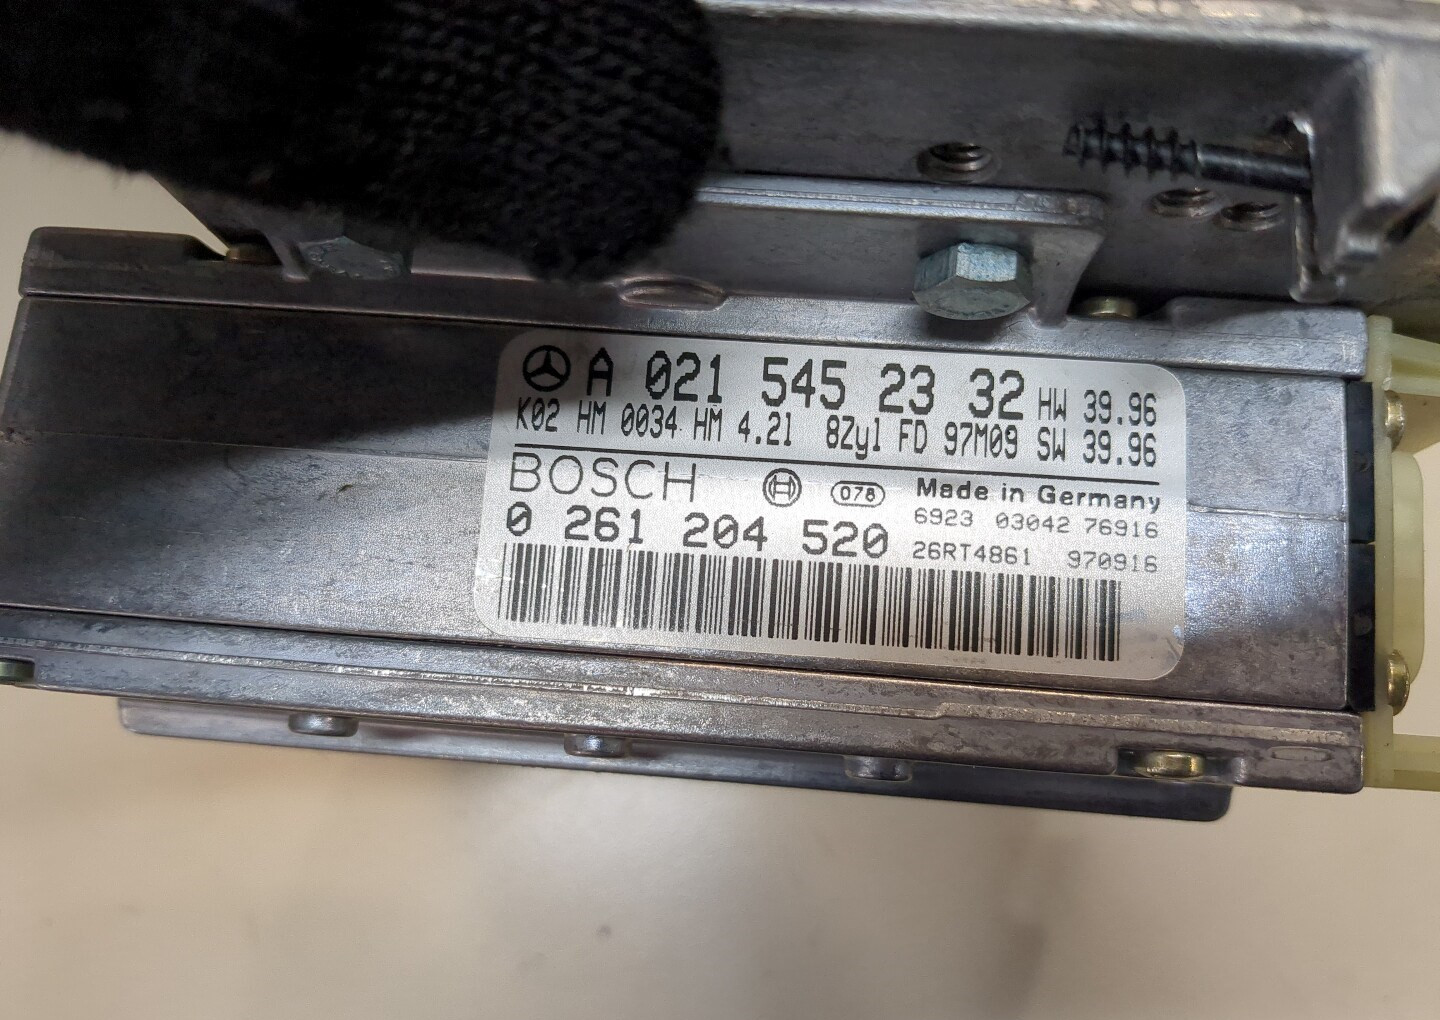 A 021 545 23 32 HW 39.96
K02 HM 0034 HM 4.2l 8Zyl FD 97M09 SW 39.96
BOSCH 078 Made in Germany
6923 03042 76916
0 261 204 520 26RT4861 970916